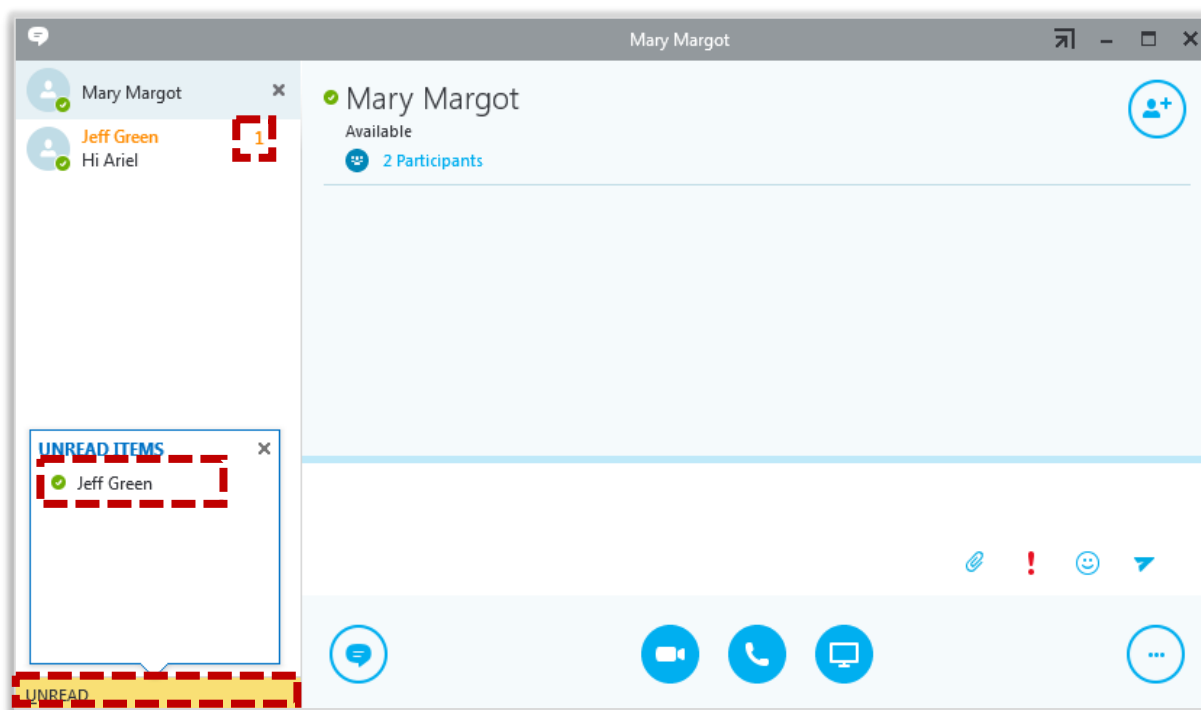 Mary Margot
Mary Margot
Jeff Green
1
Hi Ariel
Mary Margot
Available
2 Participants
UNREAD ITEMS
Jeff Green
UNREAD